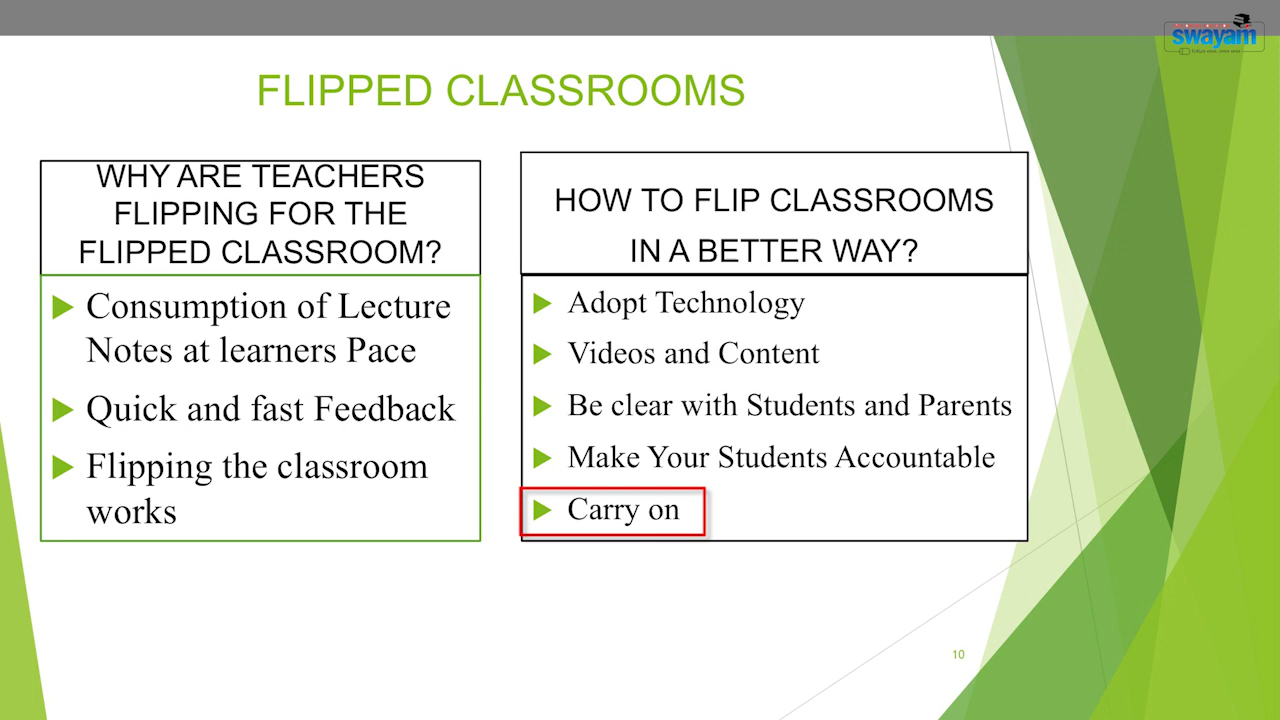 swayam
FLIPPED CLASSROOMS
WHY ARE TEACHERS
FLIPPING FOR THE
FLIPPED CLASSROOM?
Consumption of Lecture
Notes at learners Pace
Quick and fast Feedback
Flipping the classroom
works
HOW TO FLIP CLASSROOMS
IN A BETTER WAY?
Adopt Technology
Videos and Content
Be clear with Students and Parents
Make Your Students Accountable
Carry on
10